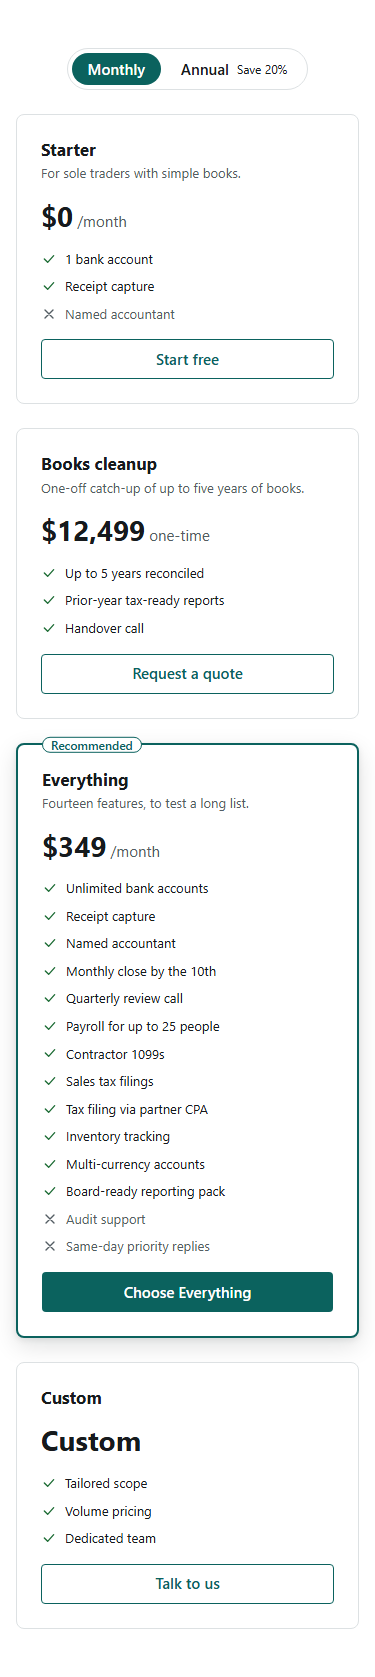 Monthly
Annual Save 20%
Starter
For sole traders with simple books.
$0 /month
1 bank account
Receipt capture
Named accountant
Start free
Books cleanup
One-off catch-up of up to five years of books.
$12,499 one-time
Up to 5 years reconciled
Prior-year tax-ready reports
Handover call
Request a quote
Recommended
Everything
Fourteen features, to test a long list.
$349 /month
Unlimited bank accounts
Receipt capture
Named accountant
Monthly close by the 10th
Quarterly review call
Payroll for up to 25 people
Contractor 1099s
Sales tax filings
Tax filing via partner CPA
Inventory tracking
Multi-currency accounts
Board-ready reporting pack
Audit support
Same-day priority replies
Choose Everything
Custom
Custom
Tailored scope
Volume pricing
Dedicated team
Talk to us